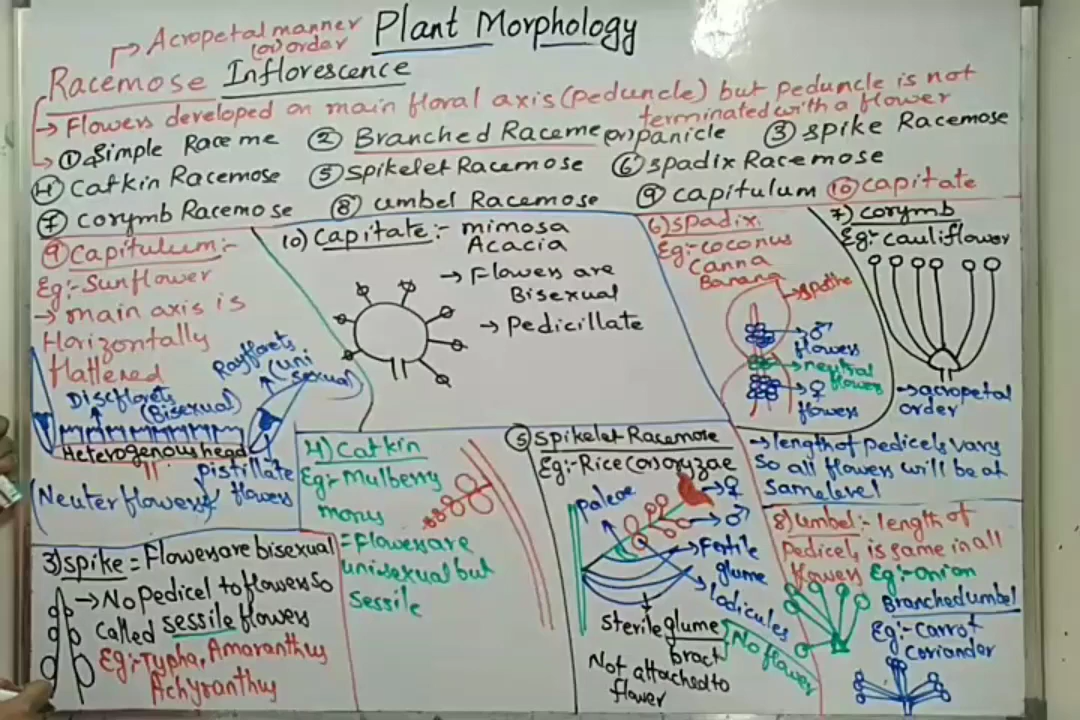 Plant Morphology
Acropetal manner
(or) order
Racemose Inflorescence
→ Flowers developed on main floral axis (peduncle) but peduncle is not
terminated with a flower
① Simple Raceme ② Branched Raceme (or) panicle ③ spike Racemose
④ Catkin Racemose ⑤ Spikelet Racemose ⑥ spadix Racemose
⑦ corymb Racemose ⑧ umbel Racemose ⑨ capitulum ⑩ capitate
9) Capitulum:-
Eg:- Sunflower
→ main axis is
Horizontally
flattened
Rayflorets
(uni
sexual)
Discflorets
(Bisexual)
Heterogenous head
pistillate
flowers
(Neuter flowers)
10) Capitate:- mimosa
Acacia
→ Flowers are
Bisexual
→ Pedicillate
6) Spadix:
Eg:- coconus
Canna
Banana
→ spathe
→ ♂
flowers
→ neutral
flowers
→ ♀
flowers
7) corymb
Eg:- cauliflower
→ acropetal
order
→ length of pedicels vary
so all flowers will be at
same level
4) Catkin
Eg:- Mulberry
morus
= flowers are
unisexual but
Sessile
5) Spikelet Racemose
Eg:- Rice (or) oryzae
paleae
→ ♀
→ ♂
→ Fertile
glume
→ lodicules
Sterile glume
bract
No flower
Not attached to
flower
8) umbel:- length of
pedicels is same in all
flowers Eg:- onion
Branched umbel
Eg:- Carrot
Coriander
3) spike = Flowers are bisexual
→ No pedicel to flowers so
called sessile flowers
Eg:- Typha, Amaranthus
Achyranthus